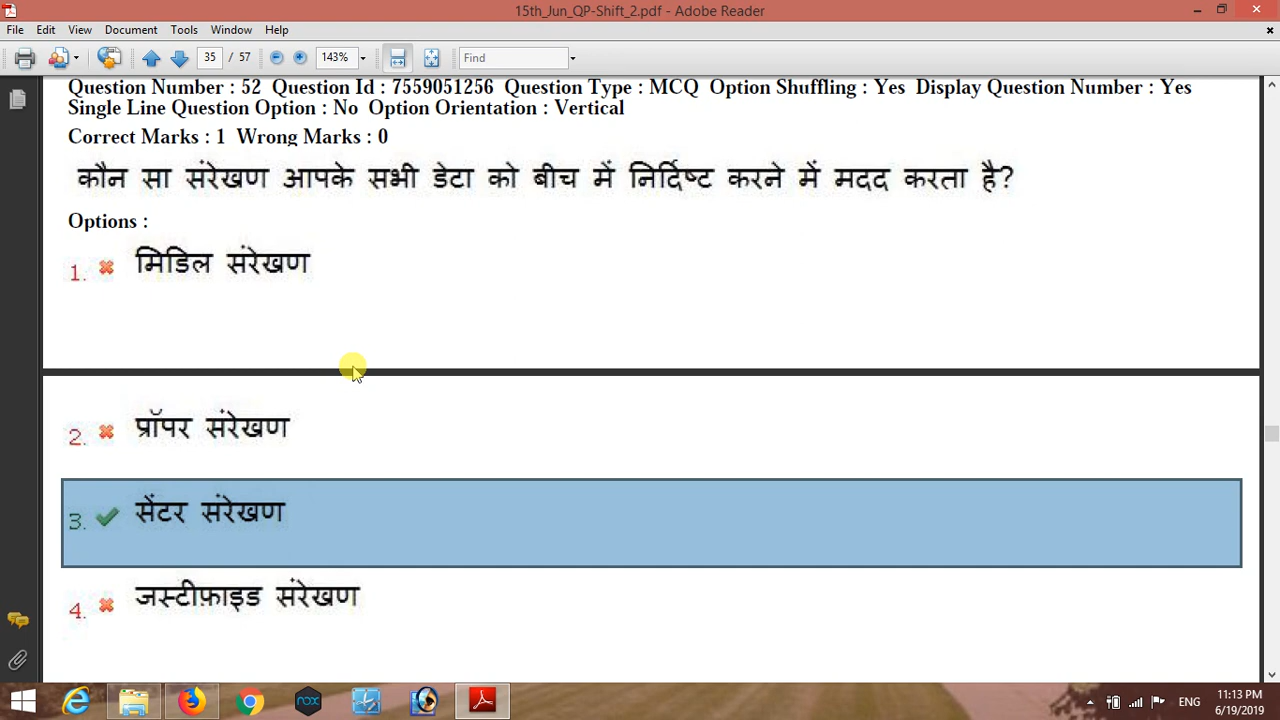 15th_Jun_QP-Shift_2.pdf - Adobe Reader
File Edit View Document Tools Window Help
35 / 57 143% Find
Question Number : 52 Question Id : 7559051256 Question Type : MCQ Option Shuffling : Yes Display Question Number : Yes
Single Line Question Option : No Option Orientation : Vertical
Correct Marks : 1 Wrong Marks : 0
कौन सा संरेखण आपके सभी डेटा को बीच में निर्दिष्ट करने में मदद करता है?
Options :
1. मिडिल संरेखण
2. प्रॉपर संरेखण
3. सेंटर संरेखण
4. जस्टीफ़ाइड संरेखण
nox
ENG
11:13 PM
6/19/2019